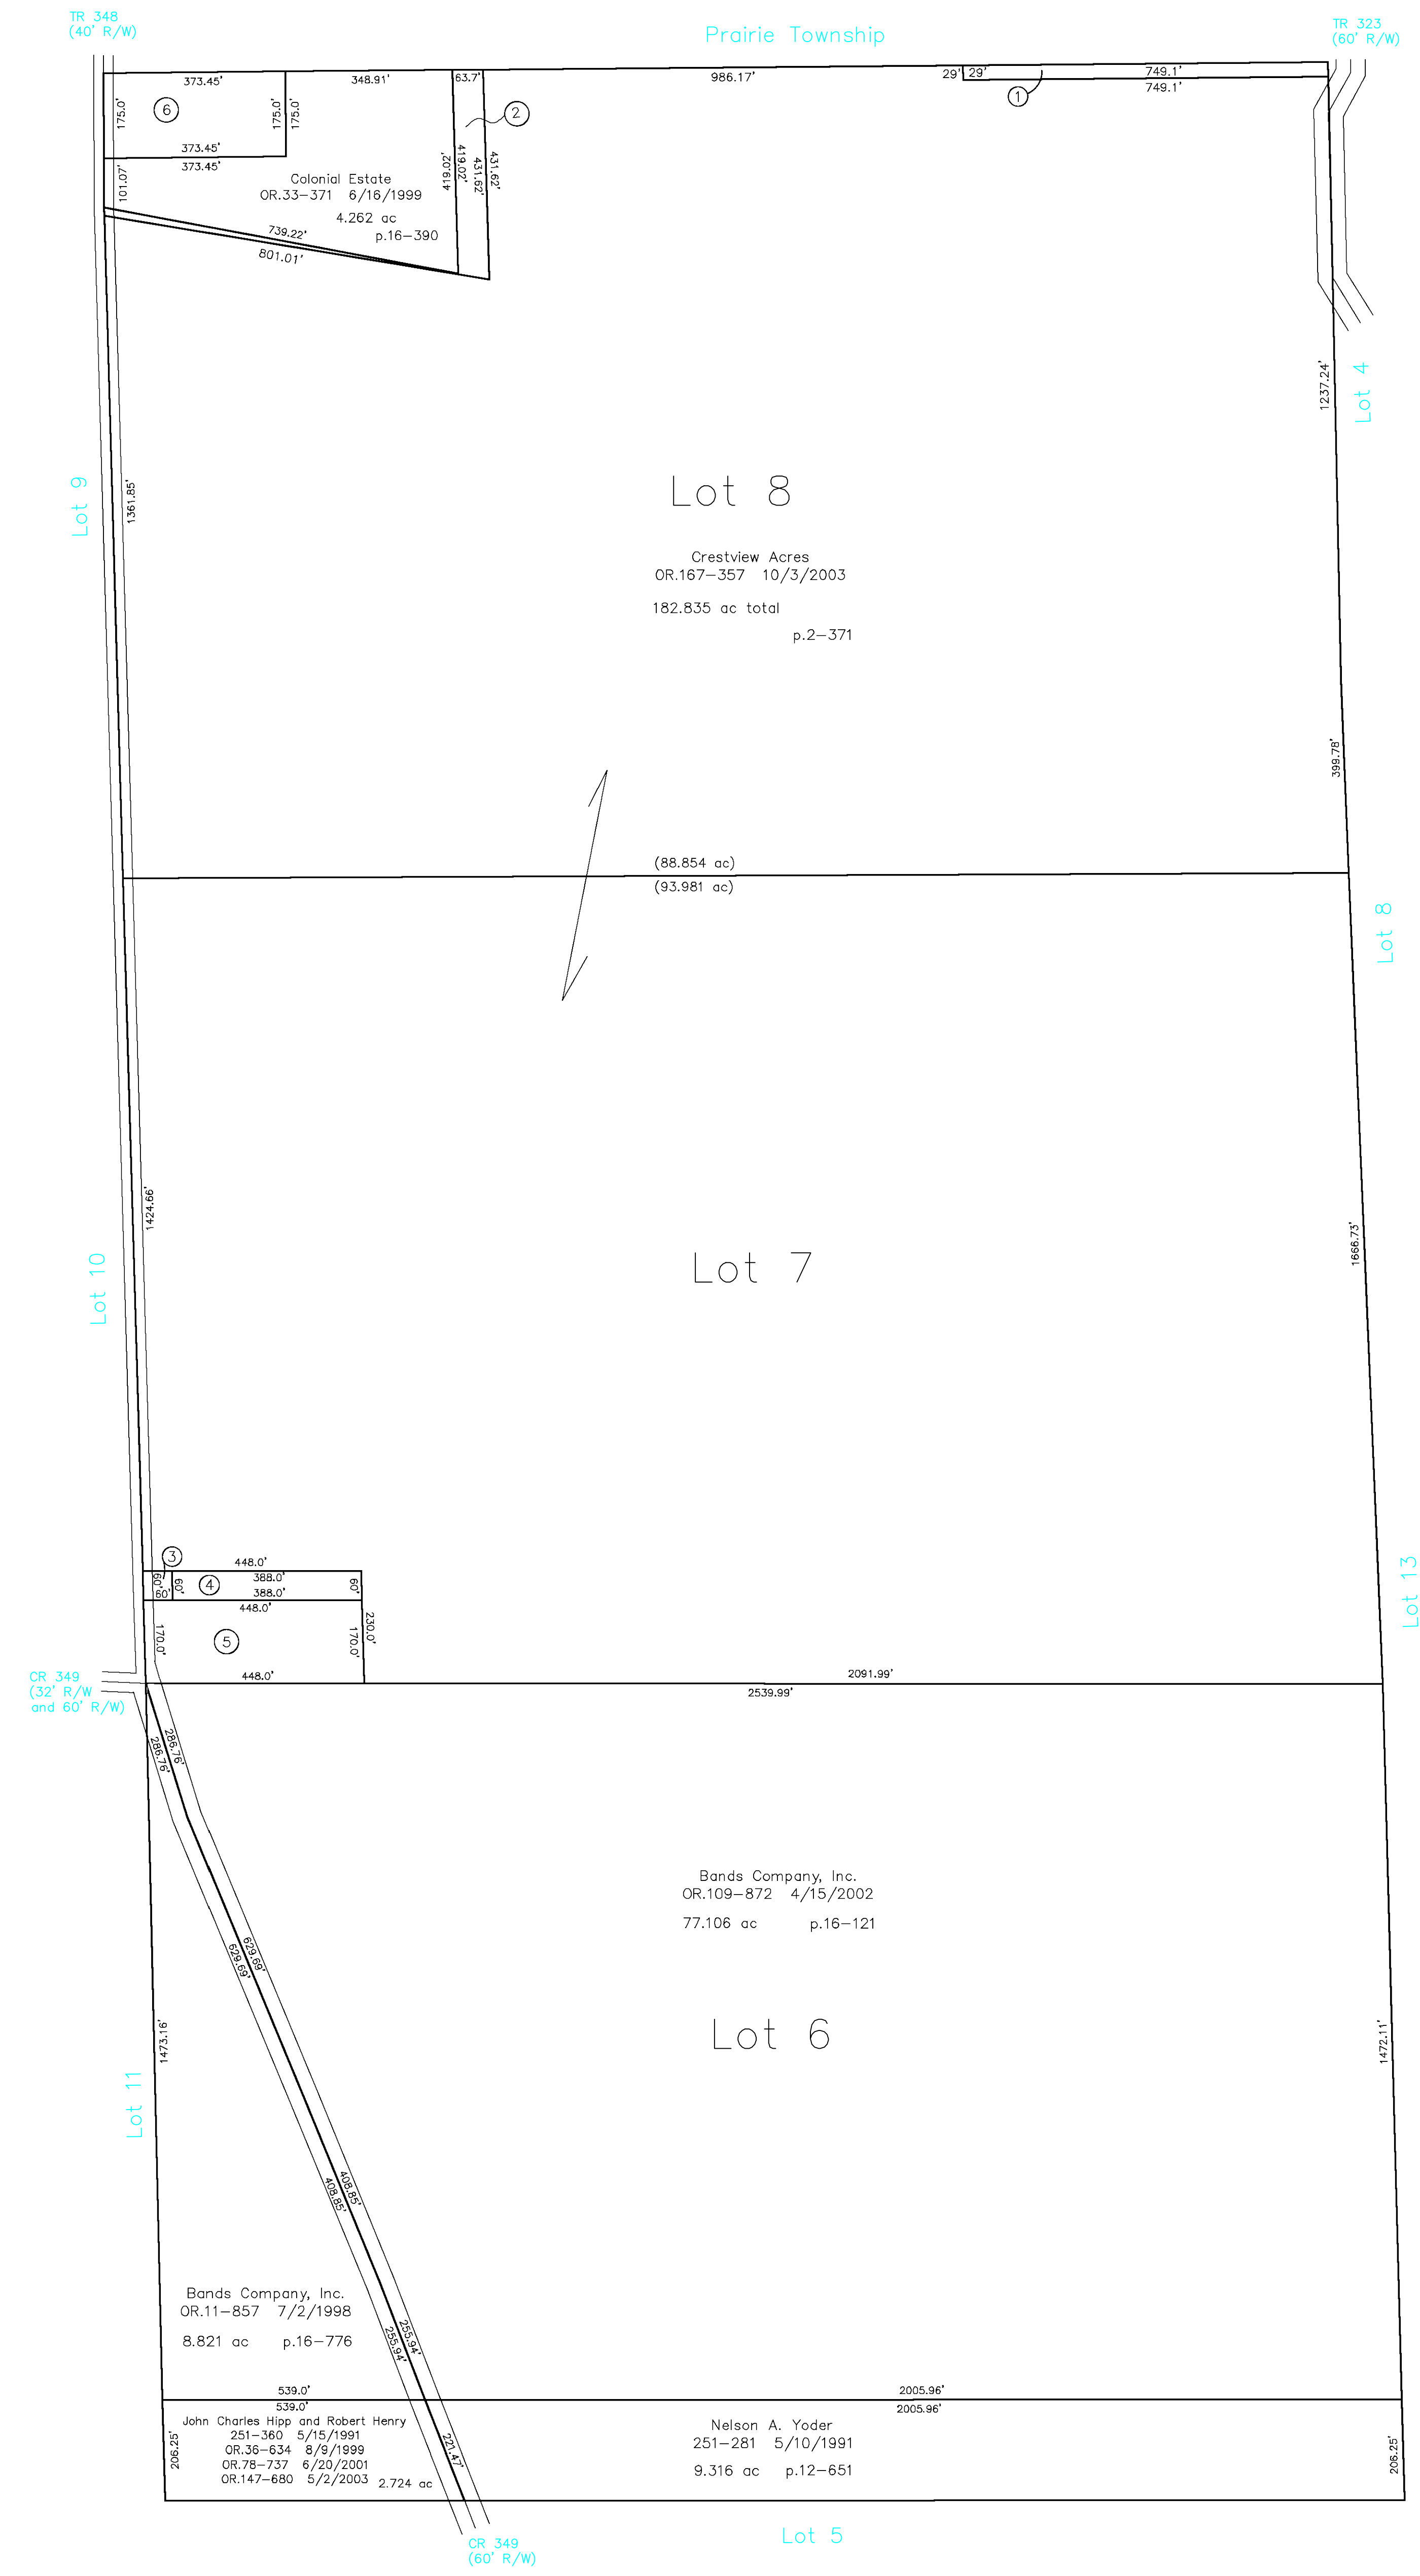 TR 348
(40' R/W)
Prairie Township
TR 323
(60' R/W)
373.45'
348.91'
63.7'
986.17'
29'
29'
749.1'
749.1'
1
6
175.0'
175.0'
175.0'
2
373.45'
373.45'
101.07'
419.02'
419.02'
431.62'
431.62'
Colonial Estate
OR.33-371 6/16/1999
4.262 ac
p.16-390
739.22'
801.01'
1237.24'
Lot 4
Lot 9
1361.85'
Lot 8
Crestview Acres
OR.167-357 10/3/2003
182.835 ac total
p.2-371
399.78'
(88.854 ac)
(93.981 ac)
Lot 8
1424.66'
Lot 10
Lot 7
1666.73'
3
448.0'
60'
60'
4
388.0'
60'
60'
388.0'
448.0'
Lot 13
170.0'
5
170.0'
230.0'
CR 349
(32' R/W
and 60' R/W)
448.0'
2091.99'
2539.99'
286.76'
286.76'
Bands Company, Inc.
OR.109-872 4/15/2002
77.106 ac p.16-121
629.69'
629.69'
Lot 6
1473.16'
1472.11'
Lot 11
408.85'
408.85'
Bands Company, Inc.
OR.11-857 7/2/1998
8.821 ac p.16-776
255.94'
255.94'
539.0'
2005.96'
539.0'
2005.96'
John Charles Hipp and Robert Henry
251-360 5/15/1991
OR.36-634 8/9/1999
OR.78-737 6/20/2001
OR.147-680 5/2/2003 2.724 ac
206.25'
221.47'
Nelson A. Yoder
251-281 5/10/1991
9.316 ac p.12-651
206.25'
Lot 5
CR 349
(60' R/W)